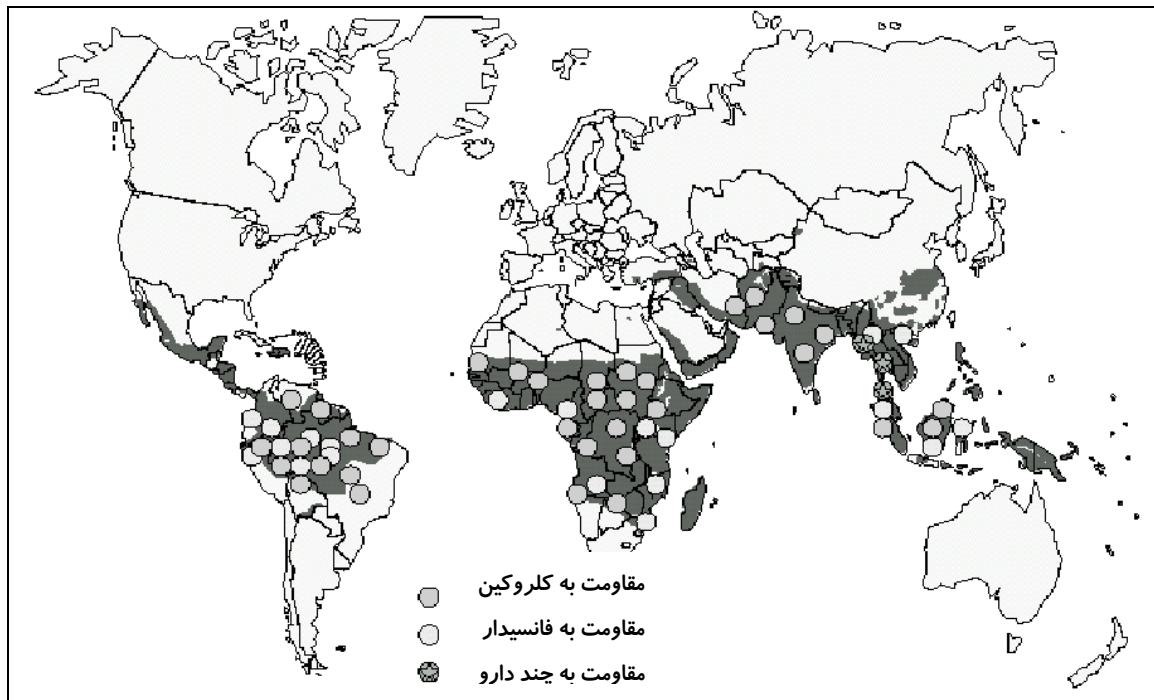 مقاومت به کلروکین
مقاومت به فانسیدار
مقاومت به چند دارو